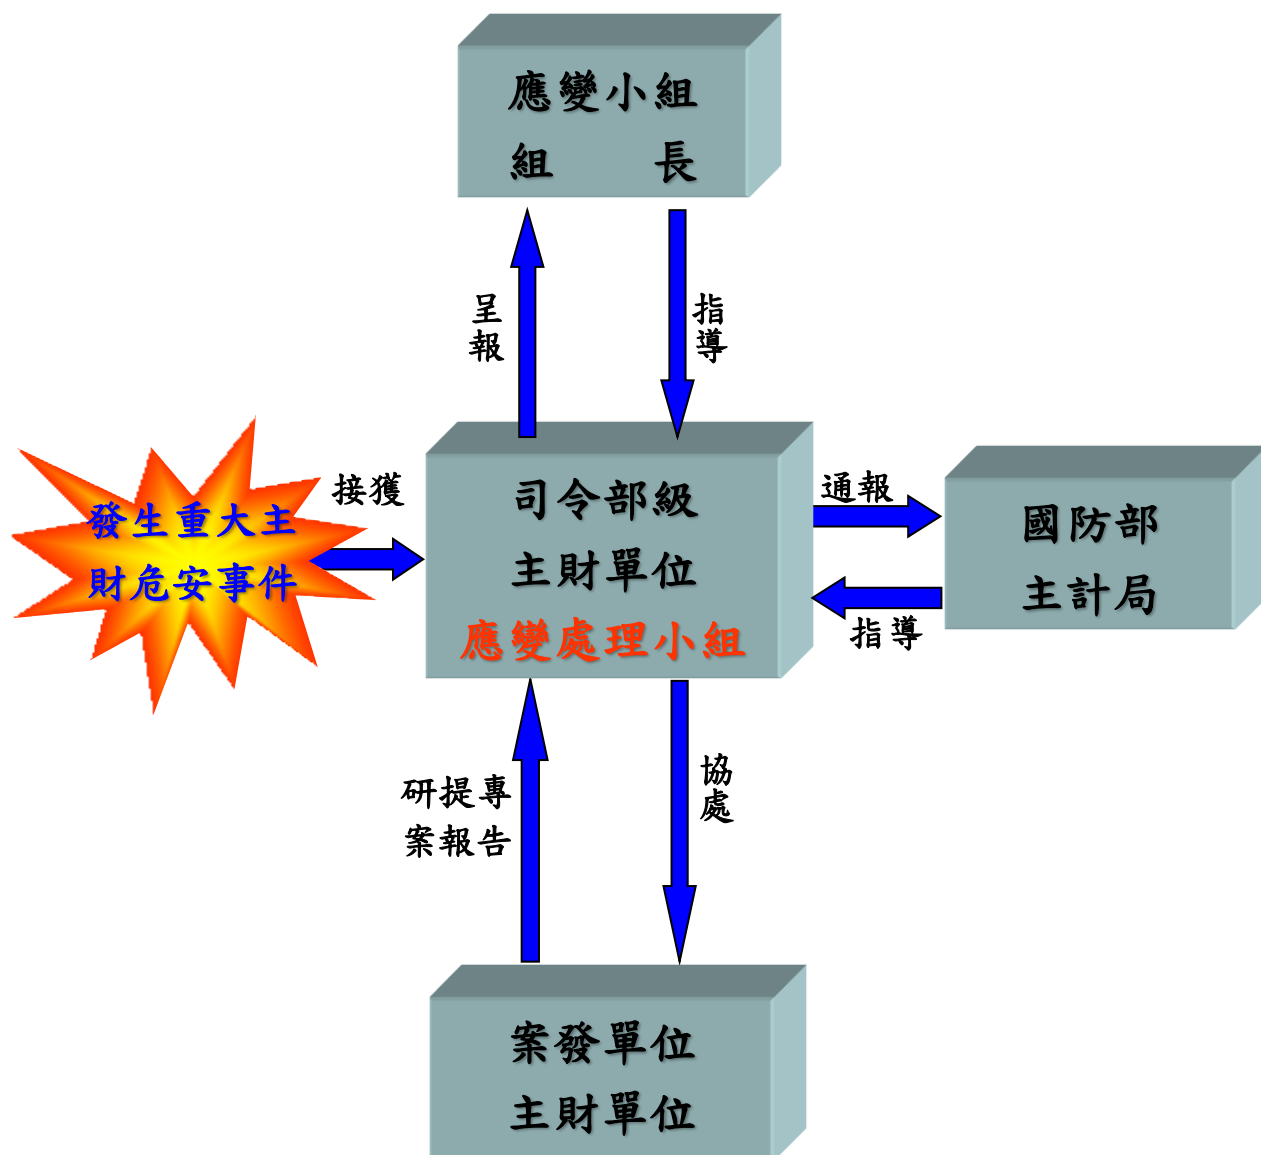 應變小組
組長
呈報
指導
接獲
發生重大主
財危安事件
司令部級
主財單位
應變處理小組
通報
指導
國防部
主計局
研提專
案報告
協處
案發單位
主財單位